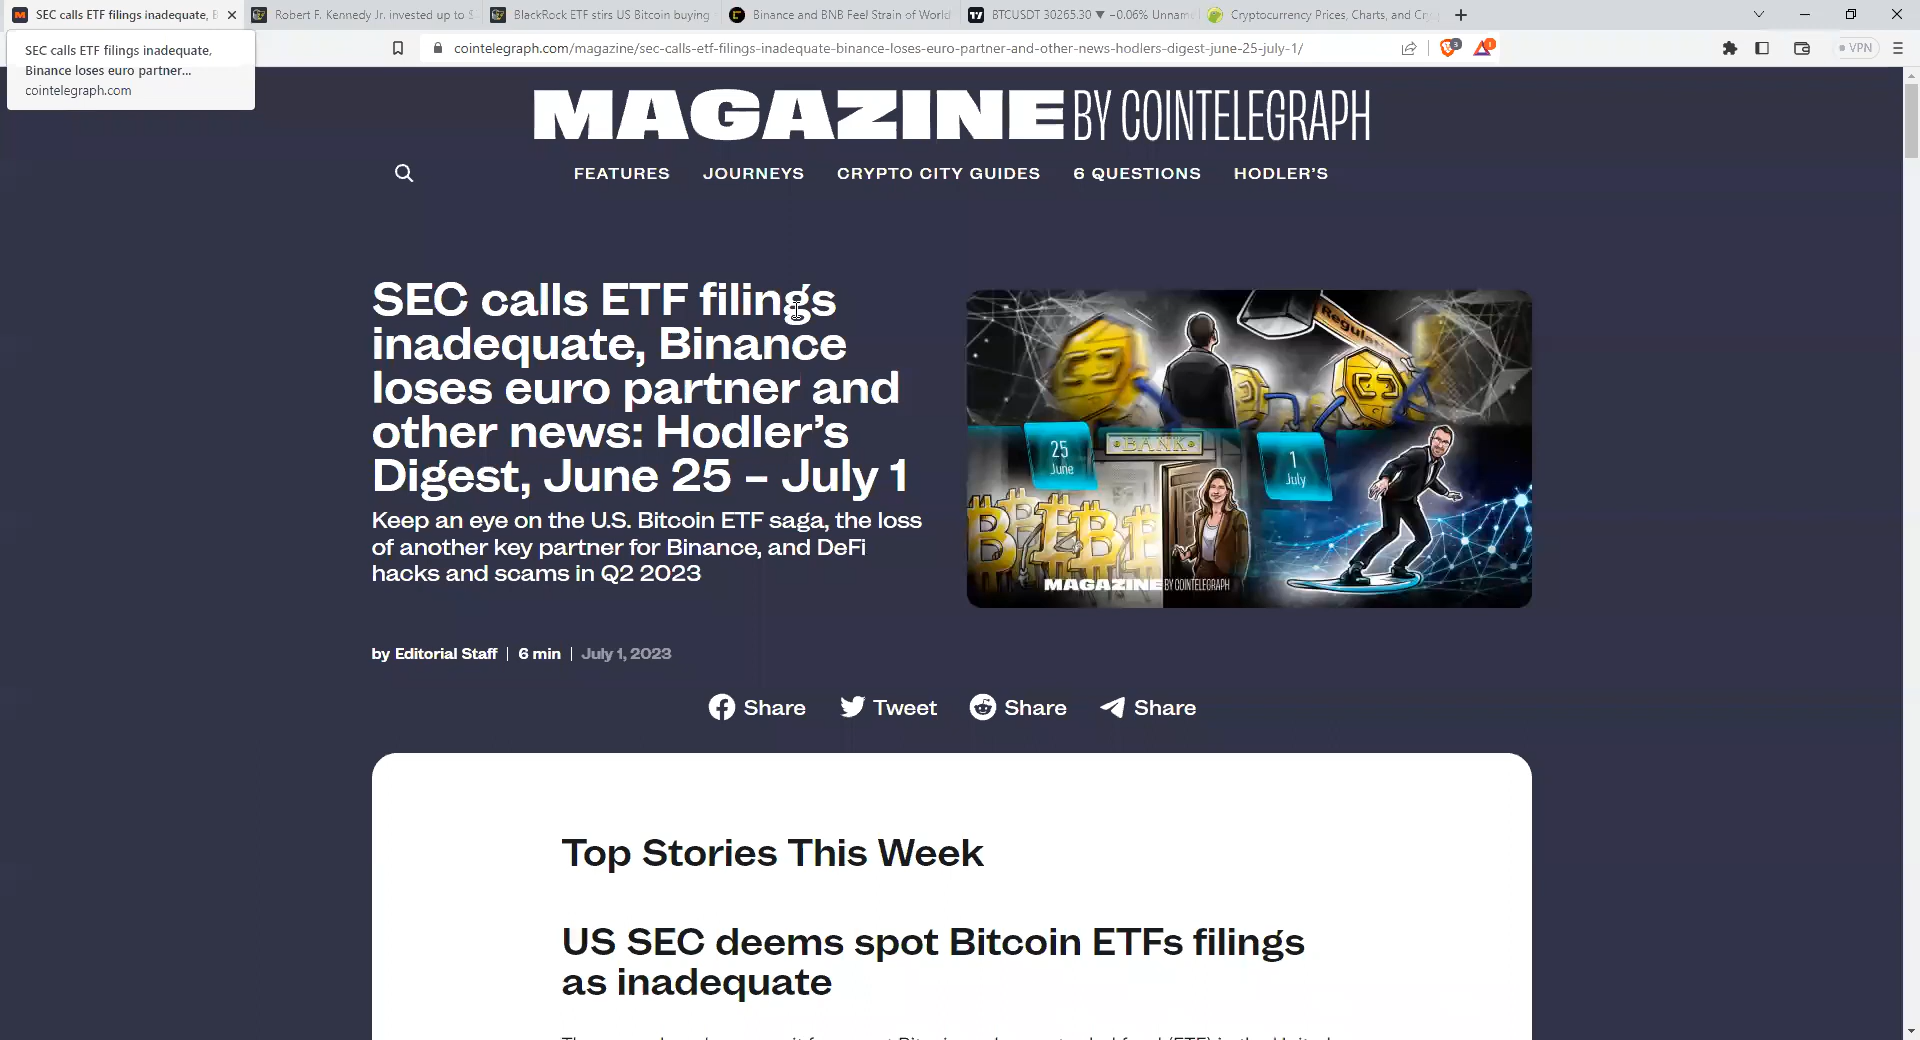 SEC calls ETF filings inadequate, B
Robert F. Kennedy Jr. invested up to $
BlackRock ETF stirs US Bitcoin buying
Binance and BNB Feel Strain of World
BTCUSDT 30265.30 ▼ −0.06% Unnam
Cryptocurrency Prices, Charts, and Cry
SEC calls ETF filings inadequate,
Binance loses euro partner...
cointelegraph.com
cointelegraph.com/magazine/sec-calls-etf-filings-inadequate-binance-loses-euro-partner-and-other-news-hodlers-digest-june-25-july-1/
3
1
VPN
MAGAZINE BY COINTELEGRAPH
FEATURES JOURNEYS CRYPTO CITY GUIDES 6 QUESTIONS HODLER'S
SEC calls ETF filings
inadequate, Binance
loses euro partner and
other news: Hodler's
Digest, June 25 – July 1
Keep an eye on the U.S. Bitcoin ETF saga, the loss
of another key partner for Binance, and DeFi
hacks and scams in Q2 2023
by Editorial Staff | 6 min | July 1, 2023
BANK
25
June
1
July
MAGAZINE BY COINTELEGRAPH
Share Tweet Share Share
Top Stories This Week
US SEC deems spot Bitcoin ETFs filings
as inadequate